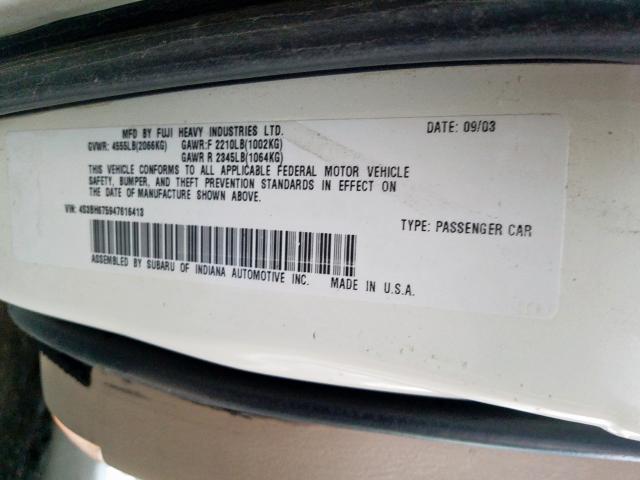 MFD BY FUJI HEAVY INDUSTRIES LTD. DATE: 09/03
GVWR: 4555LB(2066KG) GAWR:F 2210LB(1002KG)
GAWR R 2345LB(1064KG)
THIS VEHICLE CONFORMS TO ALL APPLICABLE FEDERAL MOTOR VEHICLE
SAFETY, BUMPER, AND THEFT PREVENTION STANDARDS IN EFFECT ON
THE DATE OF MANUFACTURE SHOWN ABOVE.
VIN: 4S3BH675947616413 TYPE: PASSENGER CAR
ASSEMBLED BY SUBARU OF INDIANA AUTOMOTIVE INC. MADE IN U.S.A.